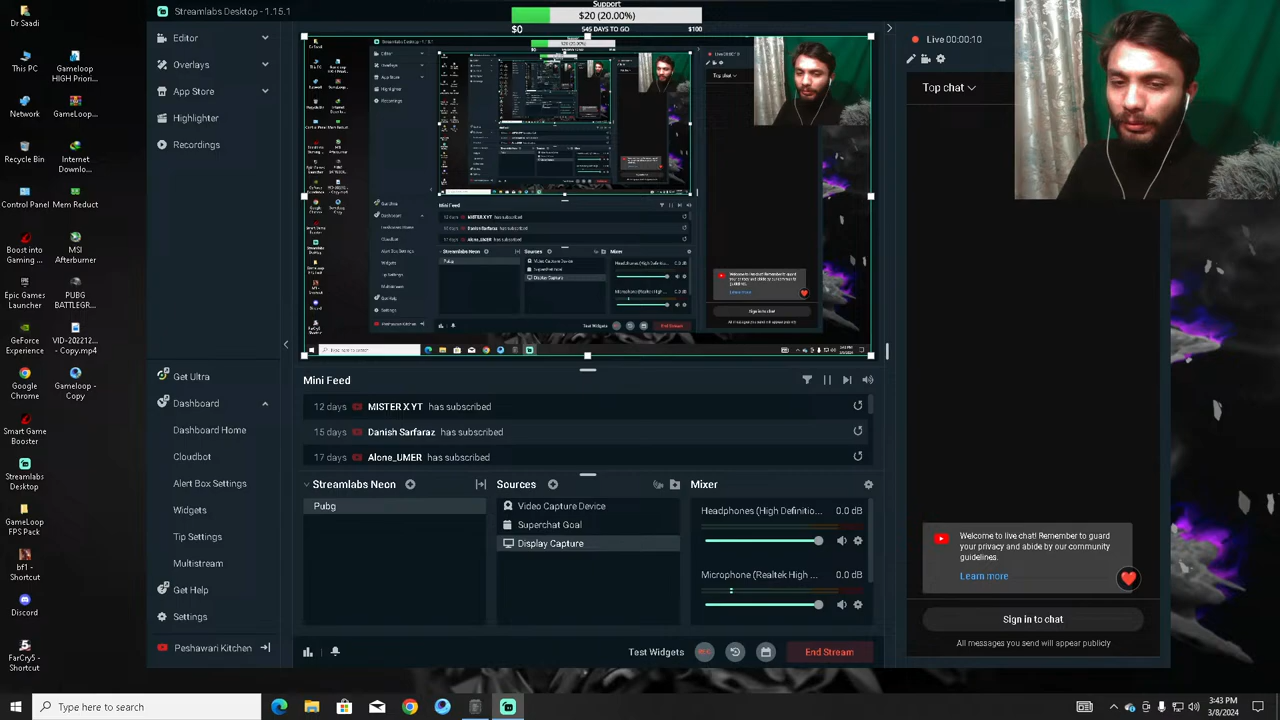 Streamlabs Desktop - 1.15.1
Support
$20 (20.00%)
$0
545 DAYS TO GO
$100
Dr Saadi
This PC
Gameloop HIGH Prior...
Network
GameLoop...
Recycle Bin
Internet Downlo...
Control Panel
Mem Reduct
Boost into Gaming ...
MSI Afterburner
Epic Games Launcher
PUBG BATTLEGR...
GeForce Experience
VID-202212... - Copy.mp4
Google Chrome
Gameloop - Copy
Smart Game Booster
Streamlabs Desktop
GameLoop FPS Pack
bf1 - Shortcut
Discord
FarCry5 - Shortcut
Editor
Overlays
App Store
Highlighter
Recordings
Get Ultra
Dashboard
Dashboard Home
Cloudbot
Alert Box Settings
Widgets
Tip Settings
Multistream
Get Help
Settings
Peshawari Kitchen
Mini Feed
12 days MISTER X YT has subscribed
15 days Danish Sarfaraz has subscribed
17 days Alone_UMER has subscribed
Streamlabs Neon
Pubg
Sources
Video Capture Device
Superchat Goal
Display Capture
Mixer
Headphones (High Definitio... 0.0 dB
Microphone (Realtek High ... 0.0 dB
Test Widgets
REC
End Stream
Live 00:00:10
Top chat
Welcome to live chat! Remember to guard
your privacy and abide by our community
guidelines.
Learn more
Sign in to chat
All messages you send will appear publicly
Type here to search
3:43 PM
3/8/2024